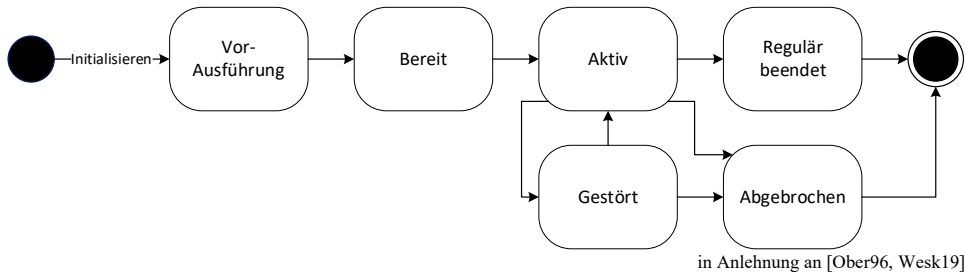 Initialisieren
Vor-
Ausführung
Bereit
Aktiv
Regulär
beendet
Gestört
Abgebrochen
in Anlehnung an [Ober96, Wesk19]